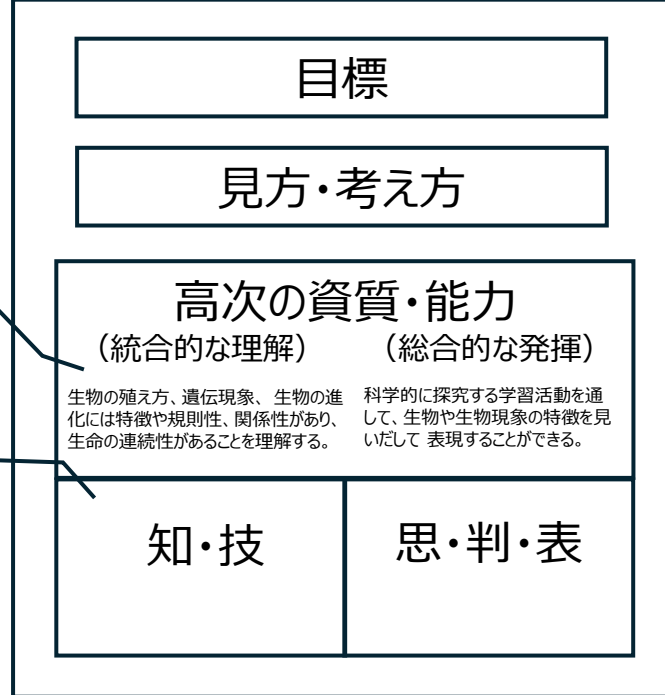 目標
見方・考え方
高次の資質・能力
（統合的な理解）
（総合的な発揮）
生物の殖え方、遺伝現象、 生物の進
化には特徴や規則性、関係性があり、
生命の連続性があることを理解する。
科学的に探究する学習活動を通
して、生物や生物現象の特徴を見
いだして 表現することができる。
知・技
思・判・表